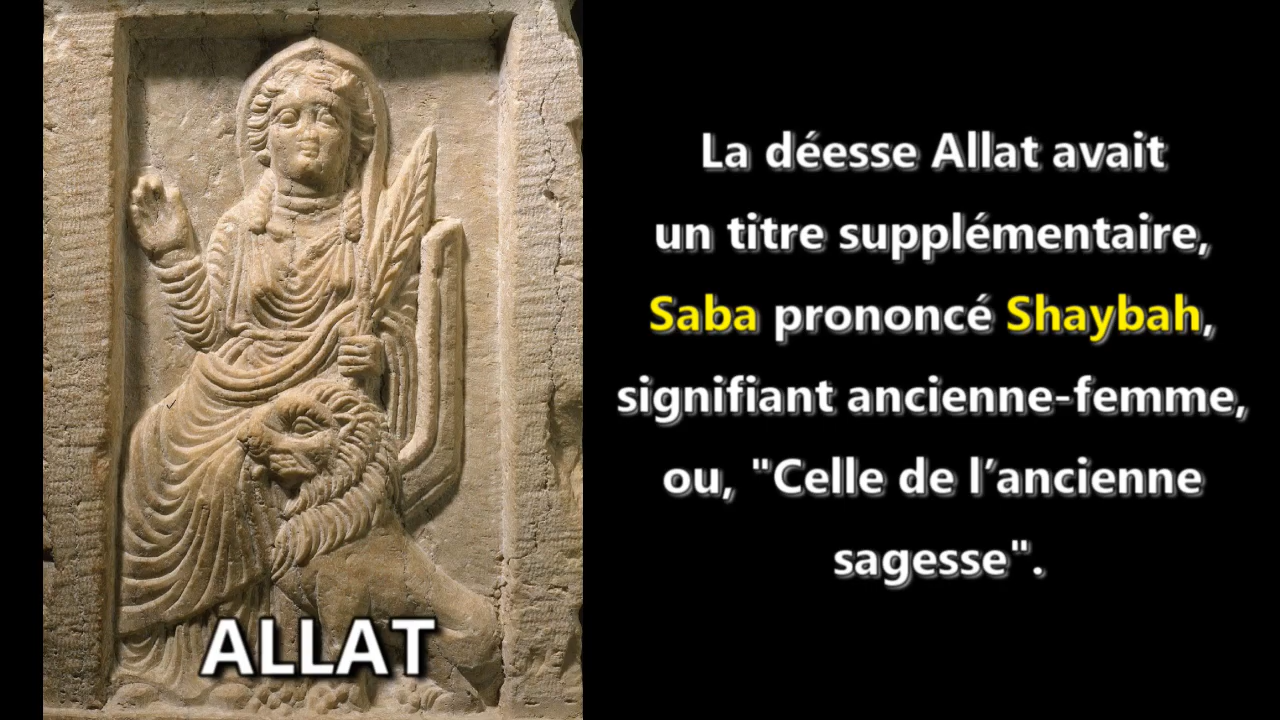 ALLAT
La déesse Allat avait
un titre supplémentaire,
Saba prononcé Shaybah,
signifiant ancienne-femme,
ou, "Celle de l’ancienne
sagesse".